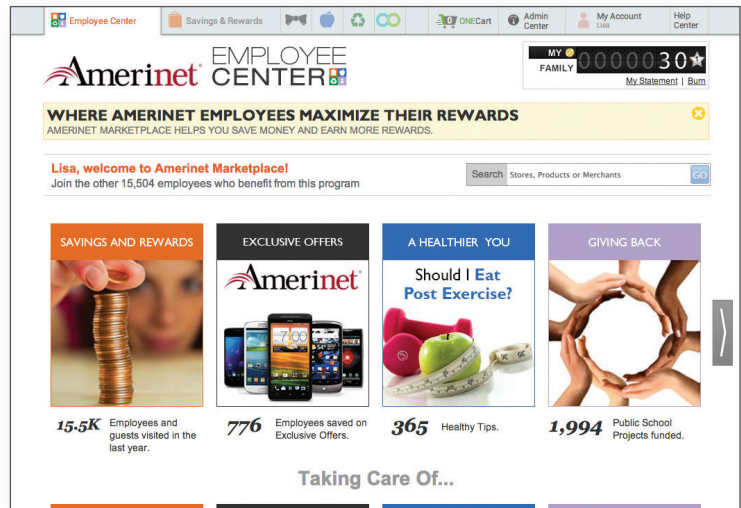 Employee Center
Savings & Rewards
0 ONECart
Admin
Center
My Account
Lisa
Help
Center
Amerinet
EMPLOYEE
CENTER
MY
FAMILY
00000030
My Statement | Burn
WHERE AMERINET EMPLOYEES MAXIMIZE THEIR REWARDS
AMERINET MARKETPLACE HELPS YOU SAVE MONEY AND EARN MORE REWARDS.
Lisa, welcome to Amerinet Marketplace!
Join the other 15,504 employees who benefit from this program
Search Stores, Products or Merchants GO
SAVINGS AND REWARDS
EXCLUSIVE OFFERS
A HEALTHIER YOU
GIVING BACK
Amerinet
7:00
Should I Eat
Post Exercise?
15.5K Employees and
guests visited in the
last year.
776 Employees saved on
Exclusive Offers.
365 Healthy Tips.
1,994 Public School
Projects funded.
Taking Care Of...